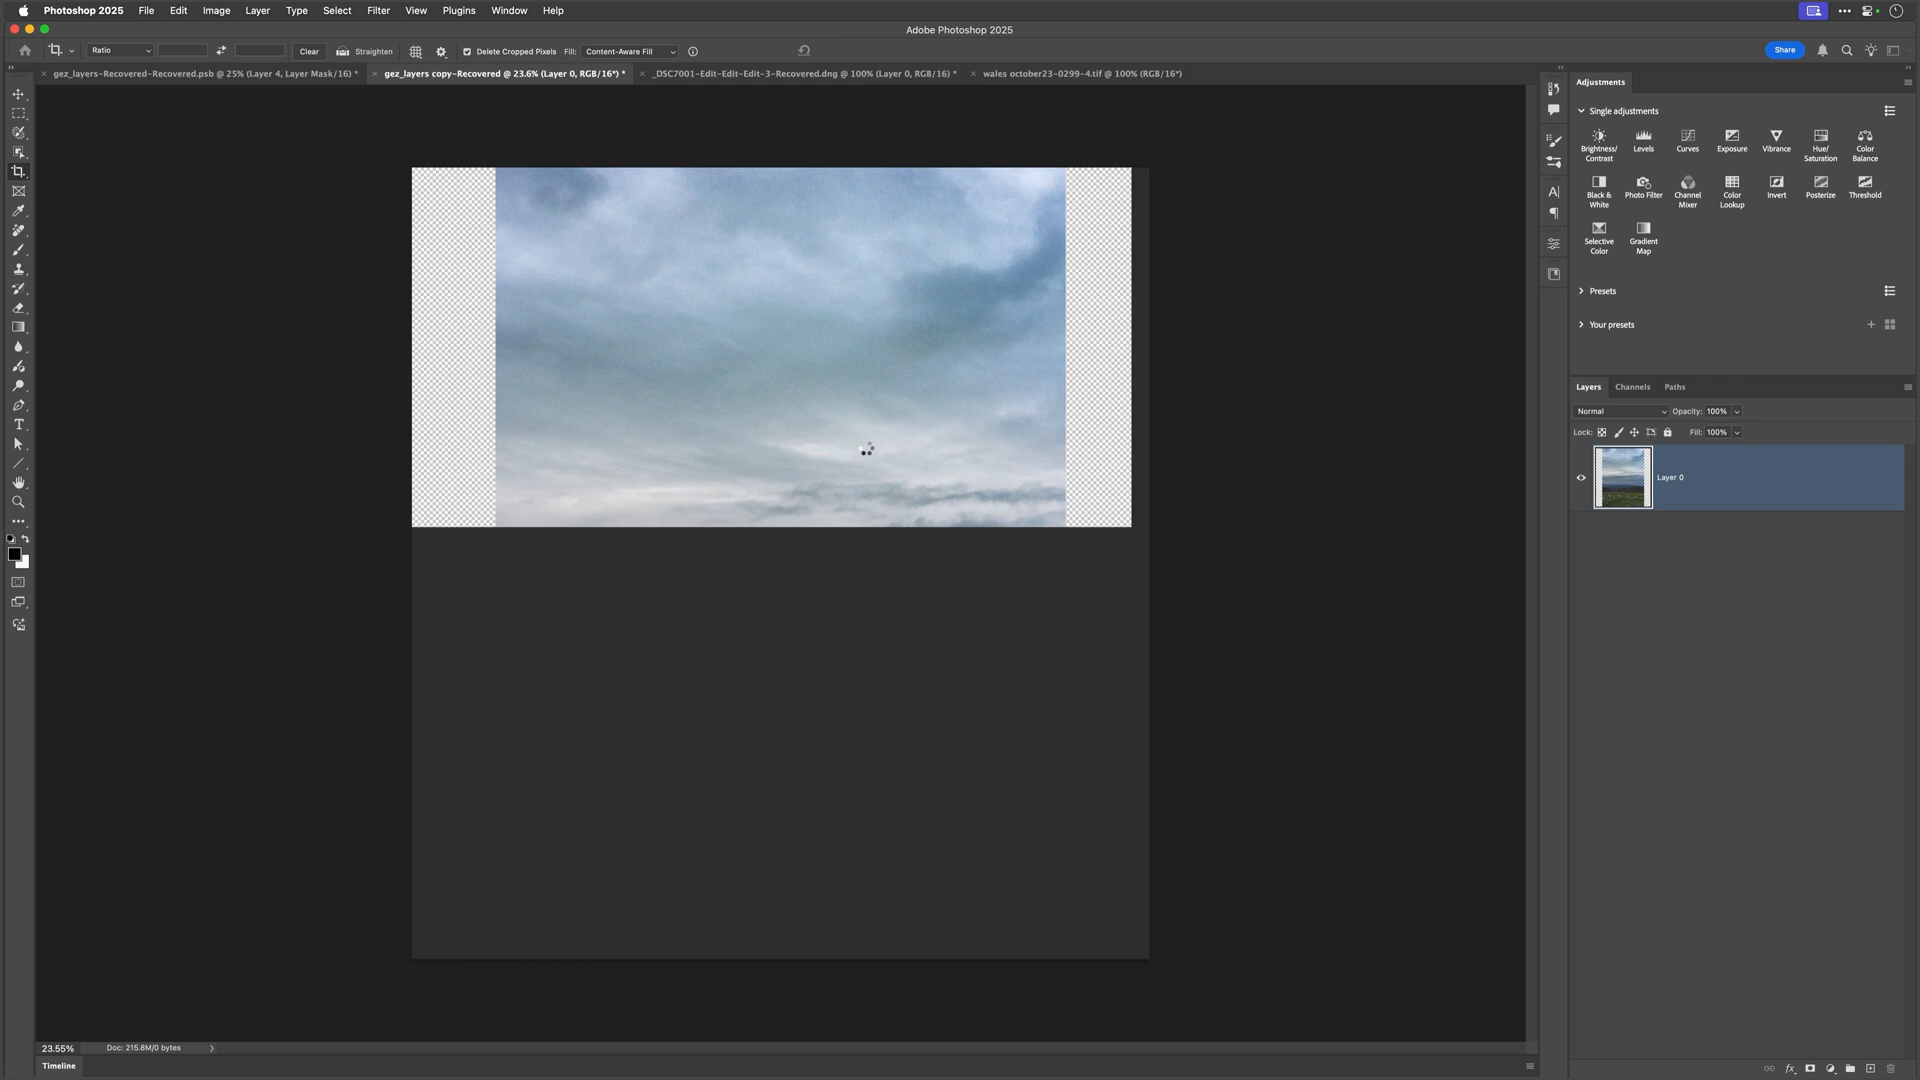 Photoshop 2025 File Edit Image Layer Type Select Filter View Plugins Window Help
Adobe Photoshop 2025
Ratio Clear Straighten Delete Cropped Pixels Fill: Content-Aware Fill Share
gez_layers-Recovered-Recovered.psb @ 25% (Layer 4, Layer Mask/16) * gez_layers copy-Recovered @ 23.6% (Layer 0, RGB/16*) * _DSC7001-Edit-Edit-Edit-3-Recovered.dng @ 100% (Layer 0, RGB/16*) * wales october23-0299-4.tif @ 100% (RGB/16*)
Adjustments
Single adjustments
Brightness/ Levels Curves Exposure Vibrance Hue/ Color
Contrast Saturation Balance
Black & Photo Filter Channel Color Invert Posterize Threshold
White Mixer Lookup
Selective Gradient
Color Map
Presets
Your presets
Layers Channels Paths
Normal Opacity: 100%
Lock: Fill: 100%
Layer 0
23.55% Doc: 215.8M/0 bytes
Timeline